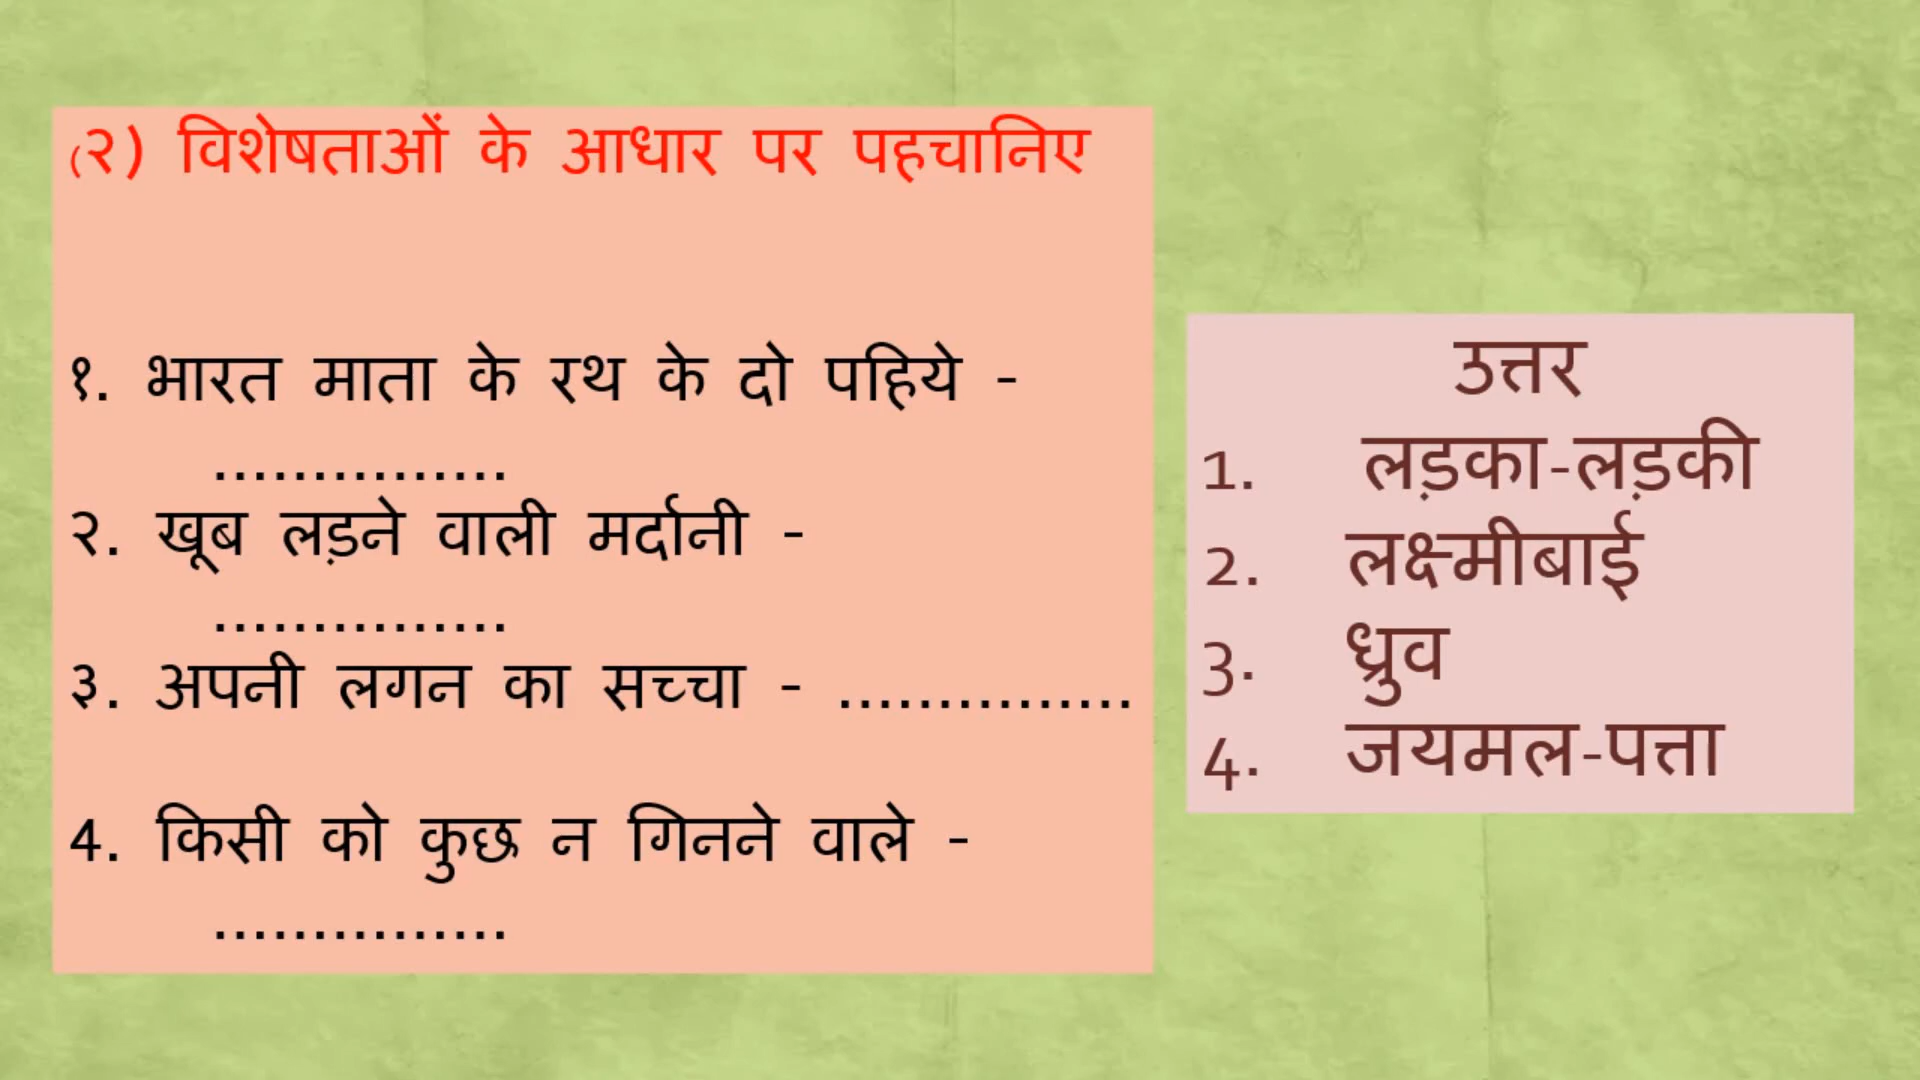 (२) विशेषताओं के आधार पर पहचानिए
१. भारत माता के रथ के दो पहिये -
...............
२. खूब लड़ने वाली मर्दानी -
...............
३. अपनी लगन का सच्चा - ...............
4. किसी को कुछ न गिनने वाले -
...............
उत्तर
1. लड़का-लड़की
2. लक्ष्मीबाई
3. ध्रुव
4. जयमल-पत्ता